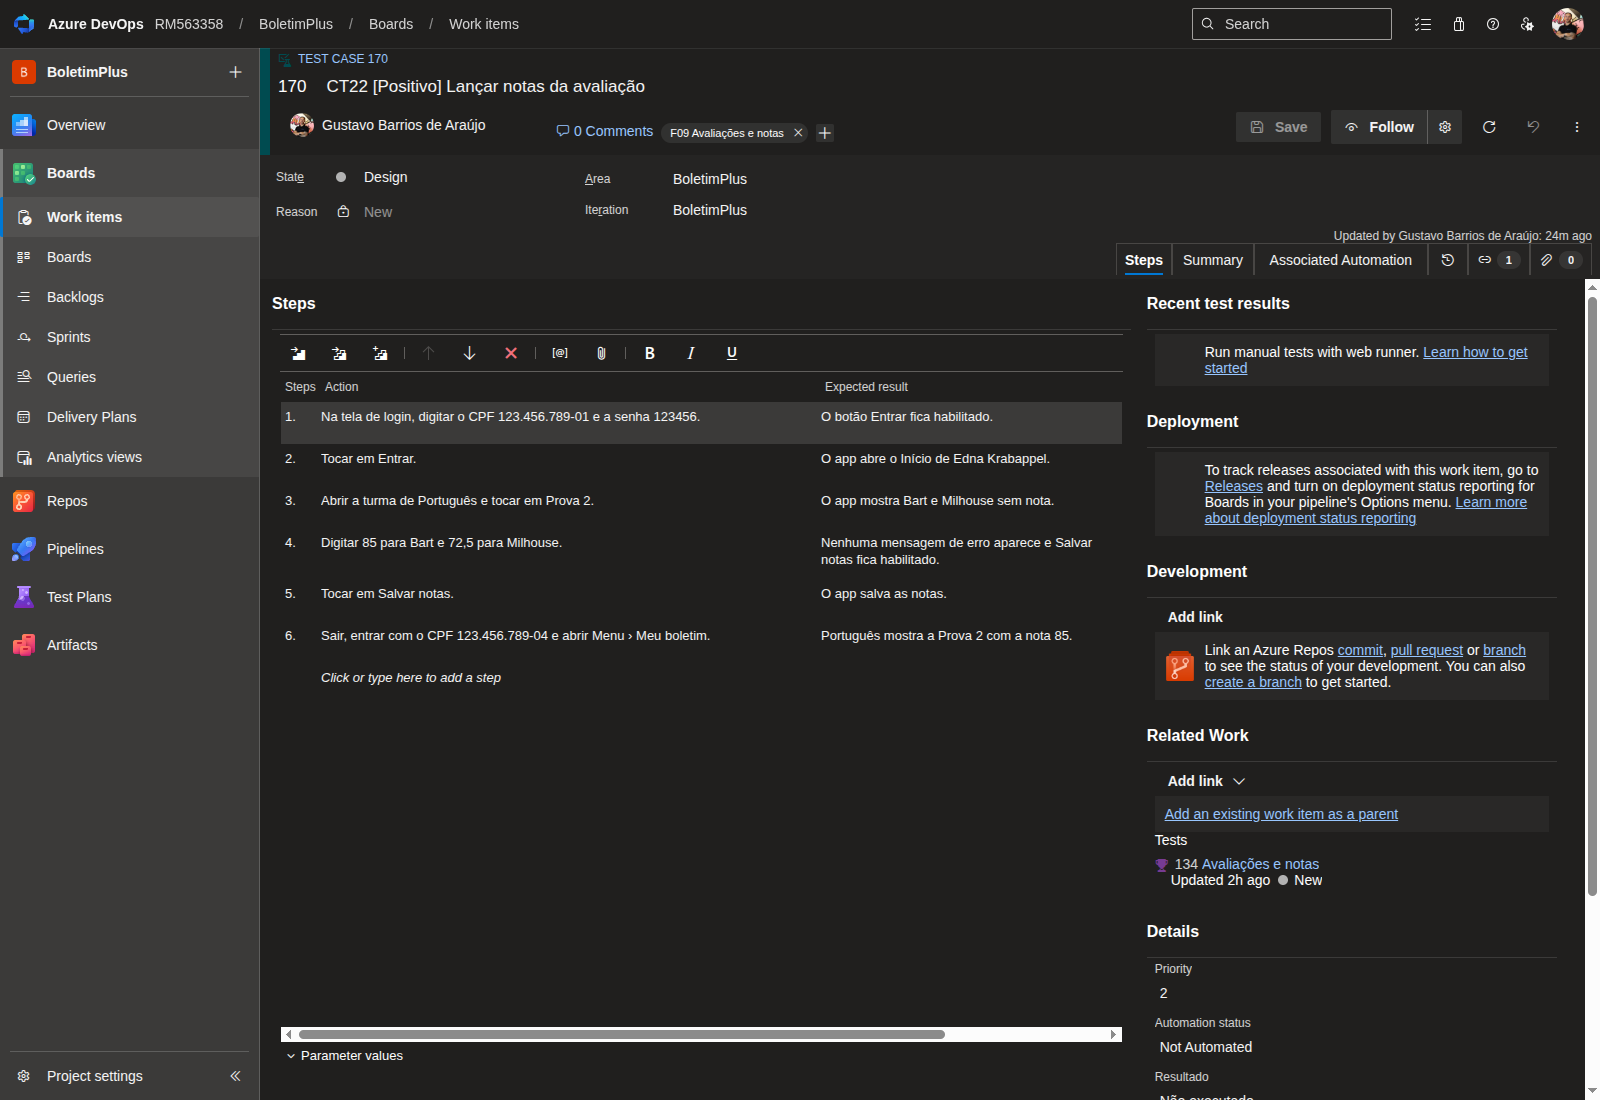 Azure DevOps RM563358 / BoletimPlus / Boards / Work items
Search
B BoletimPlus
Overview
Boards
Work items
Boards
Backlogs
Sprints
Queries
Delivery Plans
Analytics views
Repos
Pipelines
Test Plans
Artifacts
Project settings
TEST CASE 170
170 CT22 [Positivo] Lançar notas da avaliação
Gustavo Barrios de Araújo
0 Comments
F09 Avaliações e notas
Save
Follow
State Design
Reason New
Area BoletimPlus
Iteration BoletimPlus
Updated by Gustavo Barrios de Araújo: 24m ago
Steps Summary Associated Automation 1 0
Steps
B I U
Steps Action Expected result
1. Na tela de login, digitar o CPF 123.456.789-01 e a senha 123456. O botão Entrar fica habilitado.
2. Tocar em Entrar. O app abre o Início de Edna Krabappel.
3. Abrir a turma de Português e tocar em Prova 2. O app mostra Bart e Milhouse sem nota.
4. Digitar 85 para Bart e 72,5 para Milhouse. Nenhuma mensagem de erro aparece e Salvar
notas fica habilitado.
5. Tocar em Salvar notas. O app salva as notas.
6. Sair, entrar com o CPF 123.456.789-04 e abrir Menu › Meu boletim. Português mostra a Prova 2 com a nota 85.
Click or type here to add a step
Parameter values
Recent test results
Run manual tests with web runner. Learn how to get
started
Deployment
To track releases associated with this work item, go to
Releases and turn on deployment status reporting for
Boards in your pipeline's Options menu. Learn more
about deployment status reporting
Development
Add link
Link an Azure Repos commit, pull request or branch
to see the status of your development. You can also
create a branch to get started.
Related Work
Add link
Add an existing work item as a parent
Tests
134 Avaliações e notas
Updated 2h ago New
Details
Priority
2
Automation status
Not Automated
Resultado
Não executado